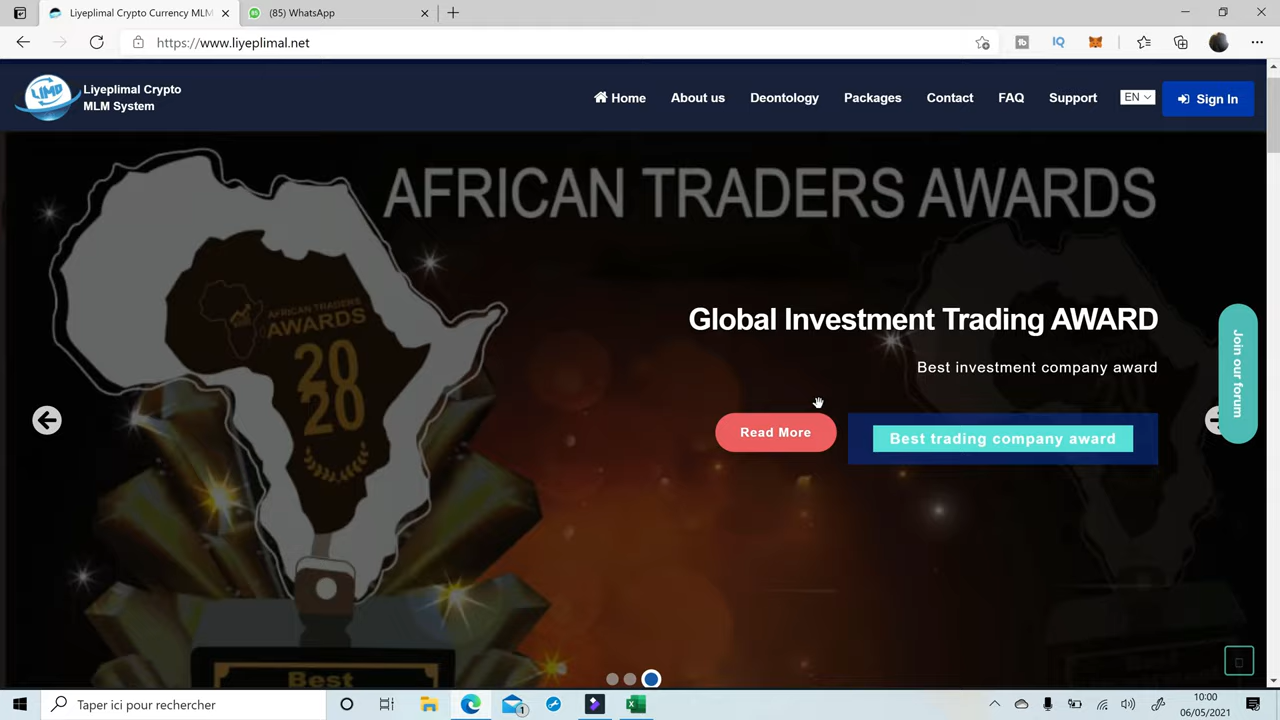 Liyeplimal Crypto Currency MLM
(85) WhatsApp
https://www.liyeplimal.net
IQ
LIMO
Liyeplimal Crypto
MLM System
Home
About us
Deontology
Packages
Contact
FAQ
Support
EN
Sign In
AFRICAN TRADERS AWARDS
AFRICAN TRADERS
AWARDS
20
20
Global Investment Trading AWARD
Best investment company award
Read More
Best trading company award
Join our forum
Best
Taper ici pour rechercher
1
10:00
06/05/2021